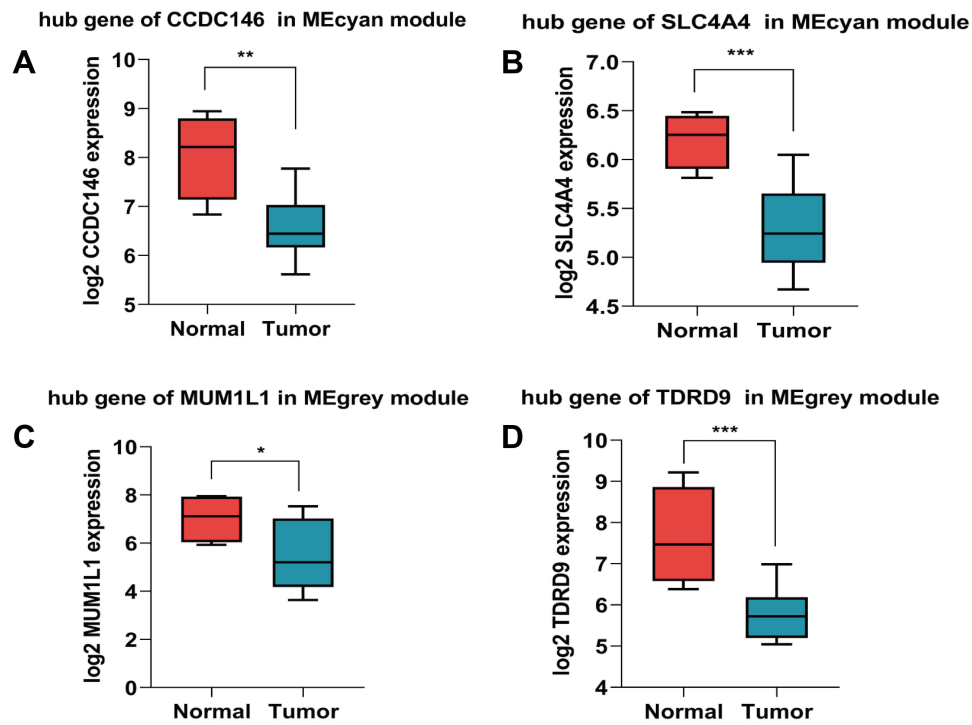 hub gene of CCDC146 in MEcyan module
A
**
log2 CCDC146 expression
10
9
8
7
6
5
Normal Tumor
hub gene of SLC4A4 in MEcyan module
B
***
log2 SLC4A4 expression
7.0
6.5
6.0
5.5
5.0
4.5
Normal Tumor
hub gene of MUM1L1 in MEgrey module
C
*
log2 MUM1L1 expression
10
8
6
4
2
0
Normal Tumor
hub gene of TDRD9 in MEgrey module
D
***
log2 TDRD9 expression
10
9
8
7
6
5
4
Normal Tumor